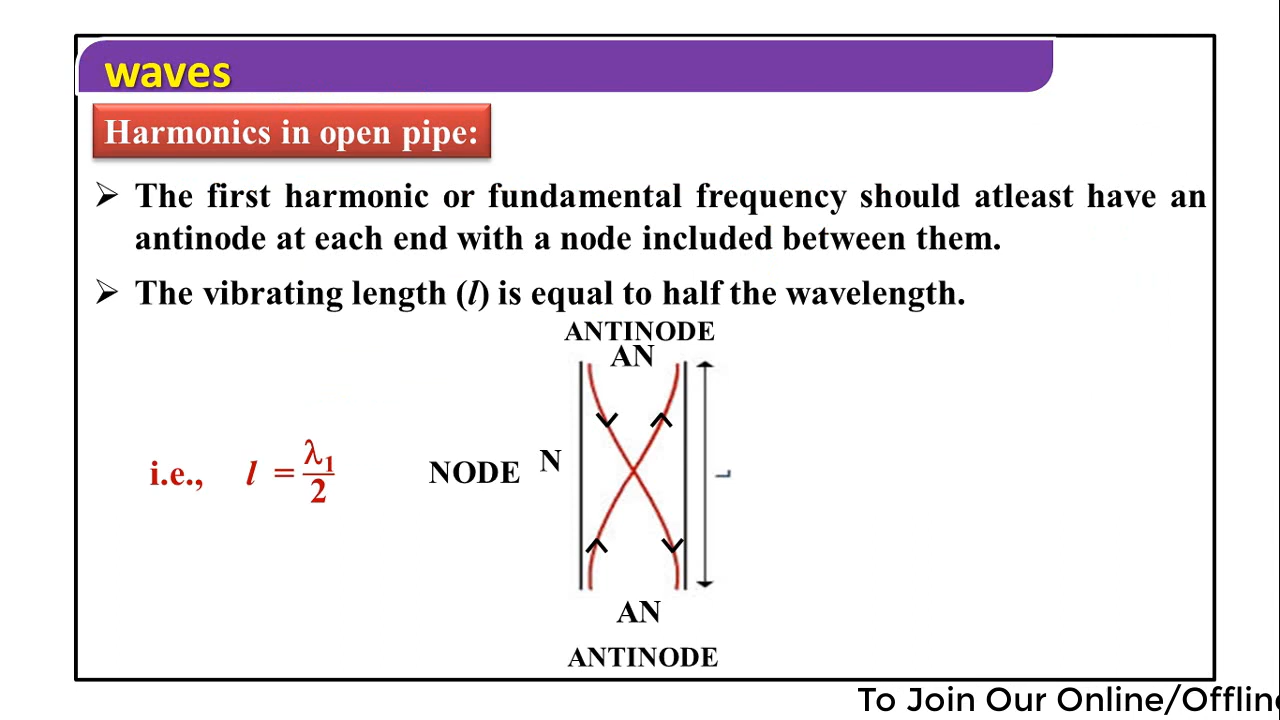 waves
Harmonics in open pipe:
➢ The first harmonic or fundamental frequency should atleast have an
antinode at each end with a node included between them.
➢ The vibrating length (l) is equal to half the wavelength.
ANTINODE
AN
i.e., l = λ₁/2
NODE N
L
AN
ANTINODE
To Join Our Online/Offline